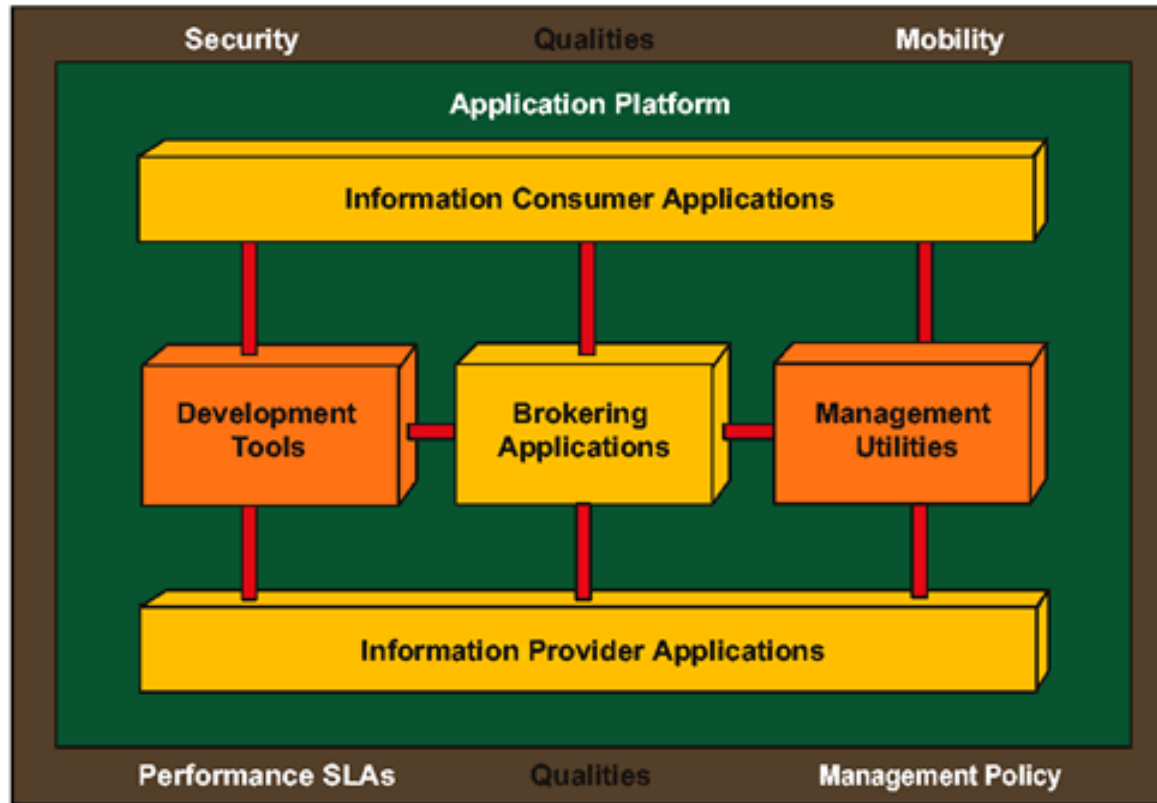 Security Qualities Mobility
Application Platform
Information Consumer Applications
Development
Tools
Brokering
Applications
Management
Utilities
Information Provider Applications
Performance SLAs Qualities Management Policy